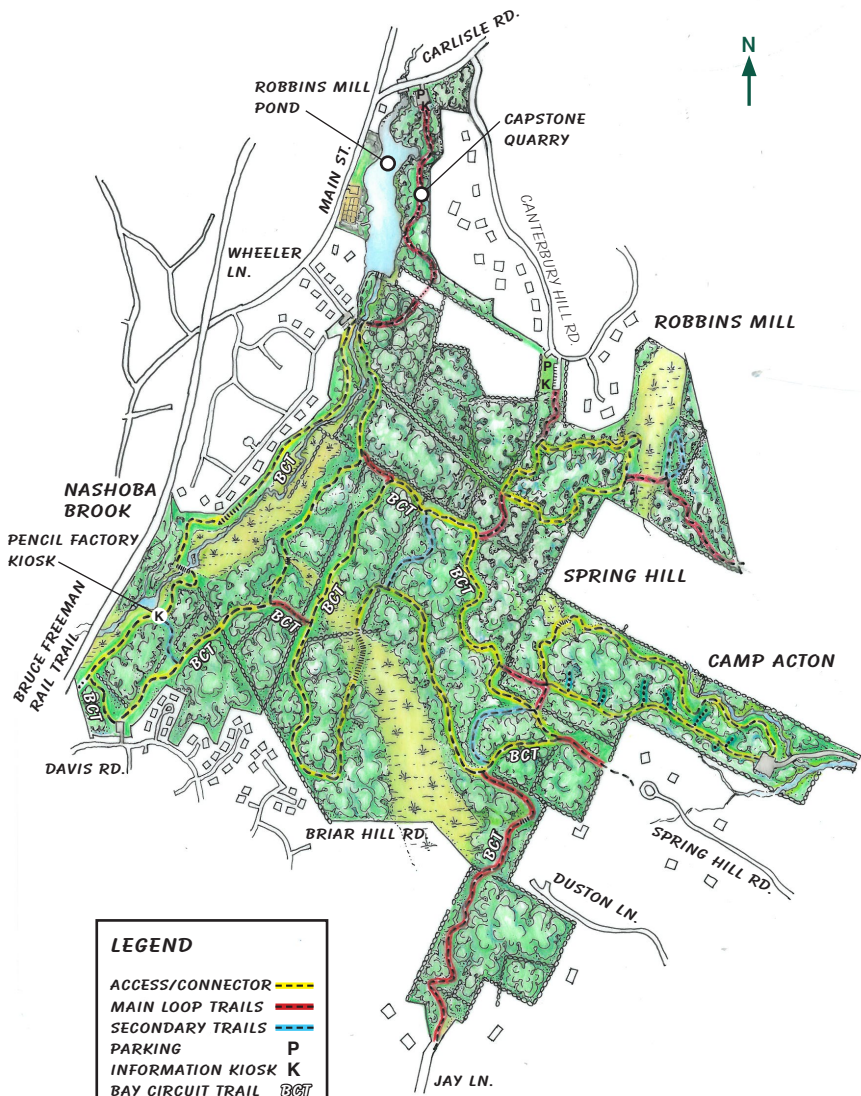 CARLISLE RD.
N
ROBBINS MILL
POND
P
K
CAPSTONE
QUARRY
MAIN ST.
CANTERBURY HILL RD.
WHEELER
LN.
ROBBINS MILL
P
K
BCT
NASHOBA
BROOK
BCT
PENCIL FACTORY
KIOSK
SPRING HILL
BCT
BCT
K
BCT
BCT
CAMP ACTON
BRUCE FREEMAN
RAIL TRAIL
BCT
DAVIS RD.
BCT
BRIAR HILL RD.
BCT
SPRING HILL RD.
DUSTON LN.
LEGEND
ACCESS/CONNECTOR
MAIN LOOP TRAILS
SECONDARY TRAILS
PARKING P
INFORMATION KIOSK K
BAY CIRCUIT TRAIL BCT
JAY LN.